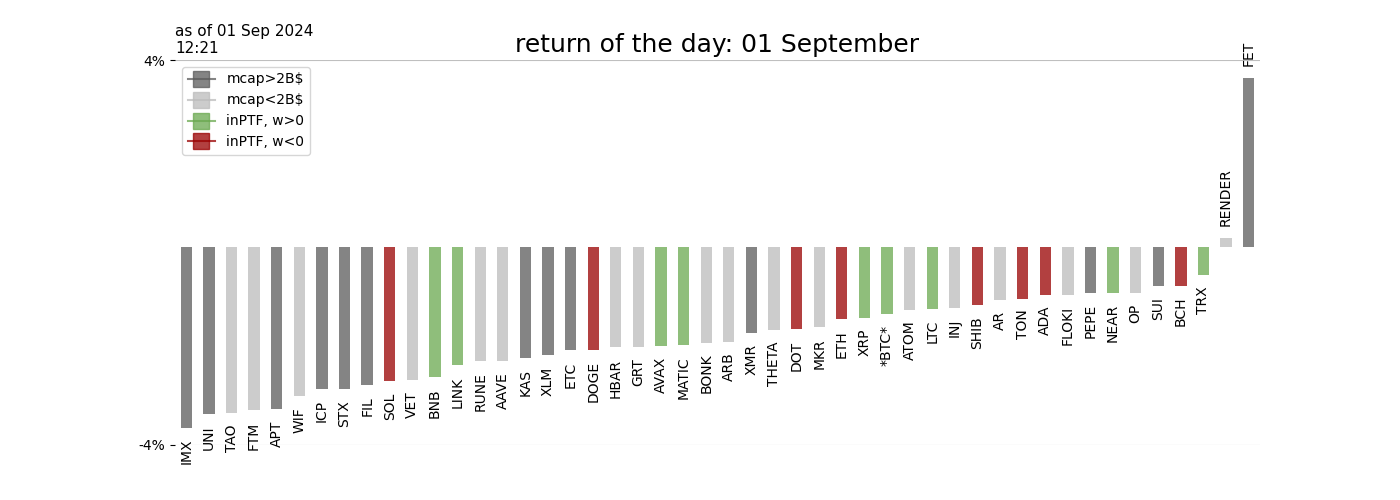 as of 01 Sep 2024
12:21
return of the day: 01 September
4%
-4%
mcap>2B$
mcap<2B$
inPTF, w>0
inPTF, w<0
IMX
UNI
TAO
FTM
APT
WIF
ICP
STX
FIL
SOL
VET
BNB
LINK
RUNE
AAVE
KAS
XLM
ETC
DOGE
HBAR
GRT
AVAX
MATIC
BONK
ARB
XMR
THETA
DOT
MKR
ETH
XRP
*BTC*
ATOM
LTC
INJ
SHIB
AR
TON
ADA
FLOKI
PEPE
NEAR
OP
SUI
BCH
TRX
RENDER
FET